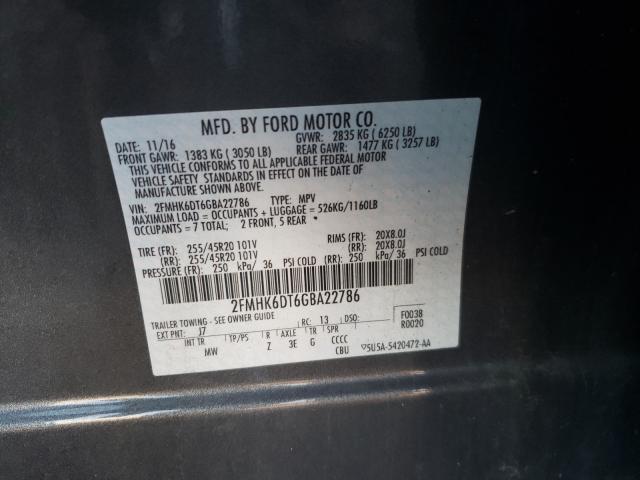 MFD. BY FORD MOTOR CO.
DATE: 11/16 GVWR: 2835 KG ( 6250 LB)
FRONT GAWR: 1383 KG ( 3050 LB) REAR GAWR: 1477 KG ( 3257 LB)
THIS VEHICLE CONFORMS TO ALL APPLICABLE FEDERAL MOTOR
VEHICLE SAFETY STANDARDS IN EFFECT ON THE DATE OF
MANUFACTURE SHOWN ABOVE.
VIN: 2FMHK6DT6GBA22786 TYPE: MPV
MAXIMUM LOAD = OCCUPANTS + LUGGAGE = 526KG/1160LB
OCCUPANTS = 7 TOTAL; 2 FRONT, 5 REAR
TIRE (FR): 255/45R20 101V RIMS (FR): 20X8.0J
(RR): 255/45R20 101V (RR): 20X8.0J
PRESSURE (FR): 250 kPa/ 36 PSI COLD (RR): 250 kPa/ 36 PSI COLD
2FMHK6DT6GBA22786
TRAILER TOWING - SEE OWNER GUIDE
EXT PNT: J7 RC: 13 DSO: F0038
R0020
INT TR TP/PS R AXLE TR SPR
MW Z 3E G CCCC
CBU
5USA-5420472-AA